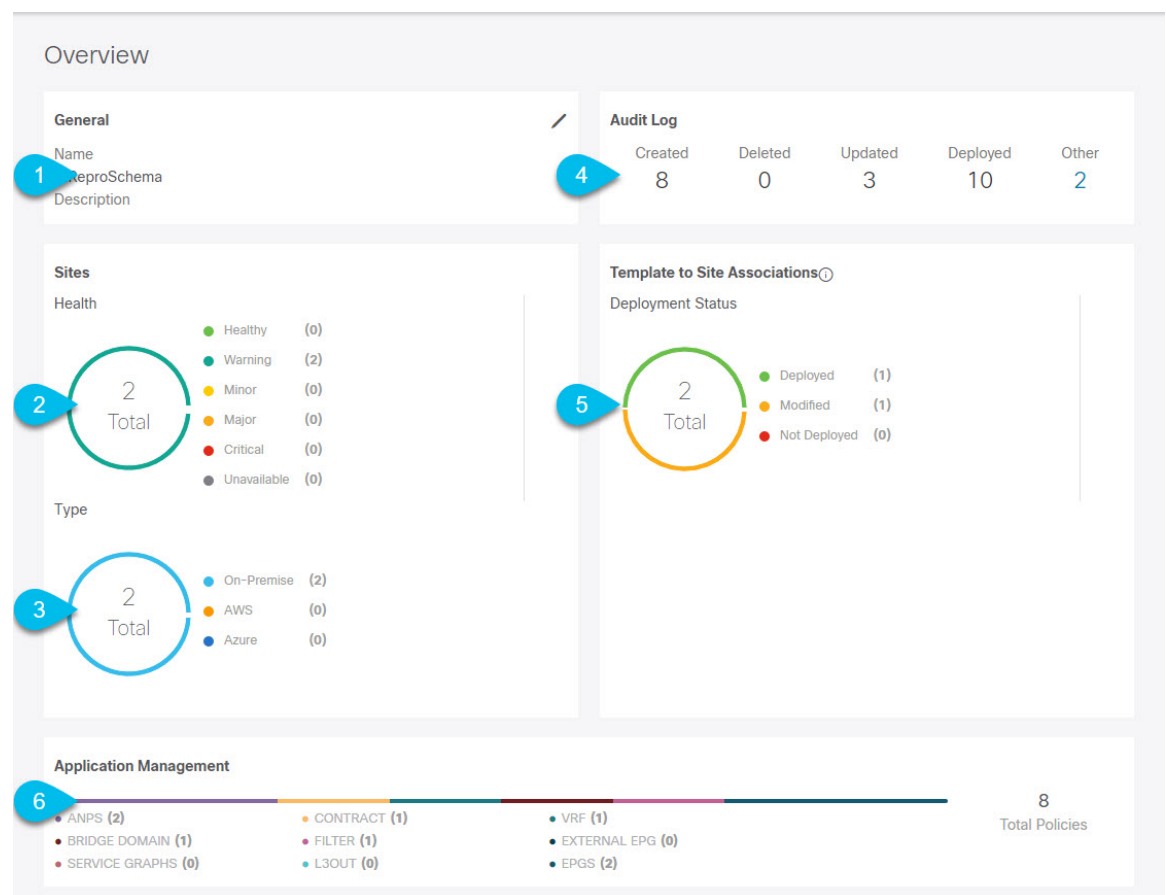 Overview
General
Name
1
ReproSchema
Description
Audit Log
Created Deleted Updated Deployed Other
4
8 0 3 10 2
Sites
Health
2
2
Total
Healthy (0)
Warning (2)
Minor (0)
Major (0)
Critical (0)
Unavailable (0)
Type
3
2
Total
On-Premise (2)
AWS (0)
Azure (0)
Template to Site Associations
Deployment Status
5
2
Total
Deployed (1)
Modified (1)
Not Deployed (0)
Application Management
6
ANPS (2) CONTRACT (1) VRF (1)
BRIDGE DOMAIN (1) FILTER (1) EXTERNAL EPG (0)
SERVICE GRAPHS (0) L3OUT (0) EPGS (2)
8
Total Policies